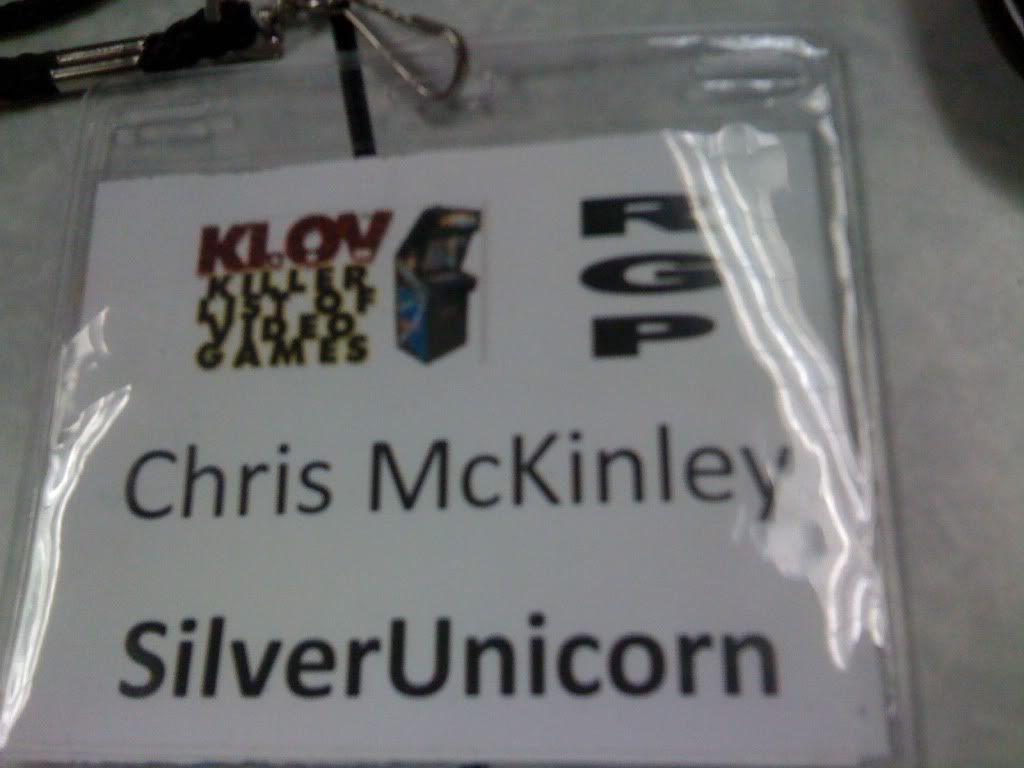 KLOV
KILLER
LIST OF
VIDEO
GAMES
R
G
P
Chris McKinley
SilverUnicorn